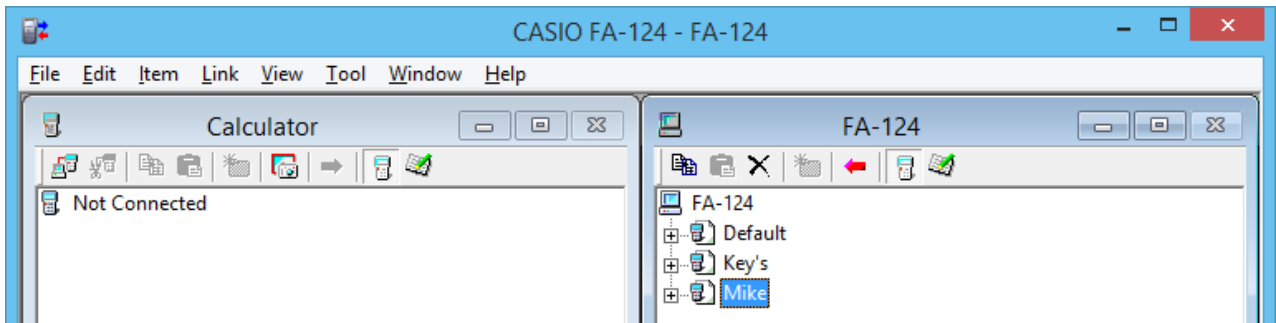 CASIO FA-124 - FA-124
File Edit Item Link View Tool Window Help
Calculator
Not Connected
FA-124
FA-124
Default
Key's
Mike